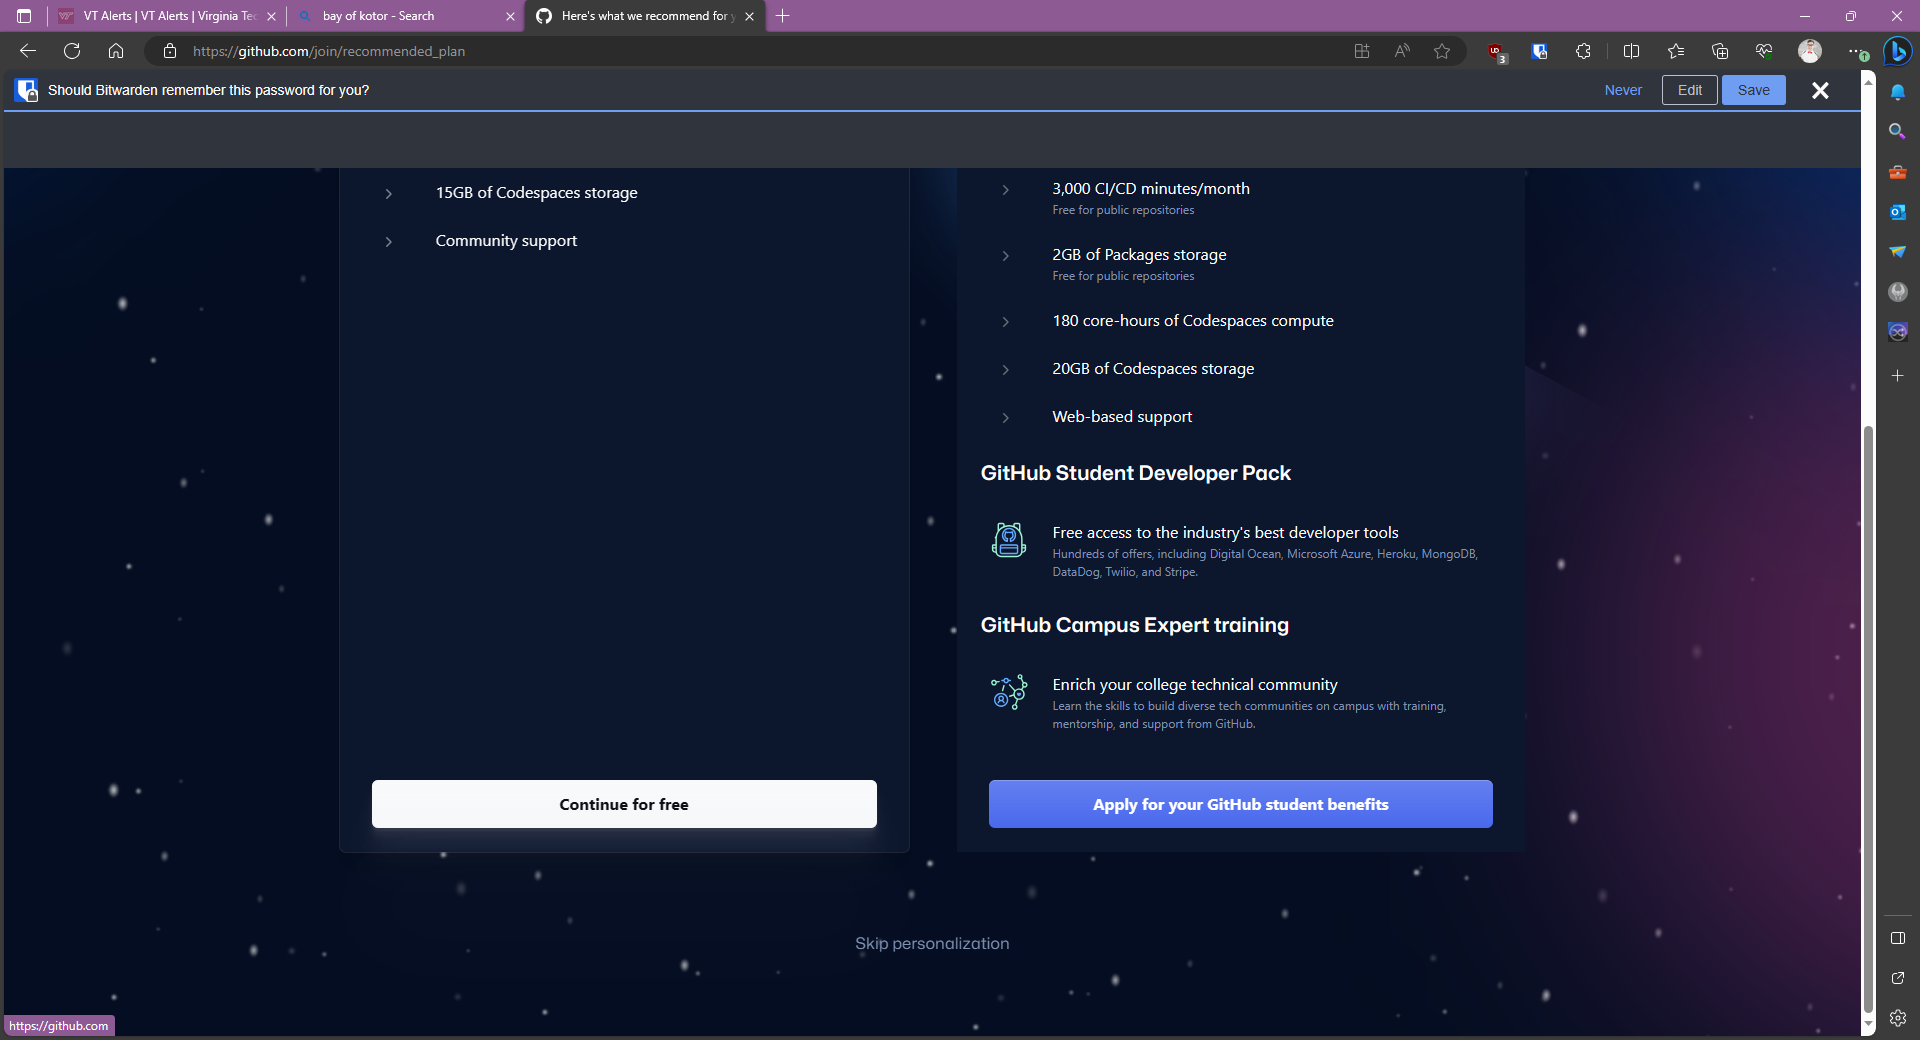 VT Alerts | VT Alerts | Virginia Tec
bay of kotor - Search
Here's what we recommend for y
https://github.com/join/recommended_plan
3
1
Should Bitwarden remember this password for you?
Never
Edit
Save
15GB of Codespaces storage
Community support
3,000 CI/CD minutes/month
Free for public repositories
2GB of Packages storage
Free for public repositories
180 core-hours of Codespaces compute
20GB of Codespaces storage
Web-based support
GitHub Student Developer Pack
Free access to the industry's best developer tools
Hundreds of offers, including Digital Ocean, Microsoft Azure, Heroku, MongoDB,
DataDog, Twilio, and Stripe.
GitHub Campus Expert training
Enrich your college technical community
Learn the skills to build diverse tech communities on campus with training,
mentorship, and support from GitHub.
Continue for free
Apply for your GitHub student benefits
Skip personalization
https://github.com